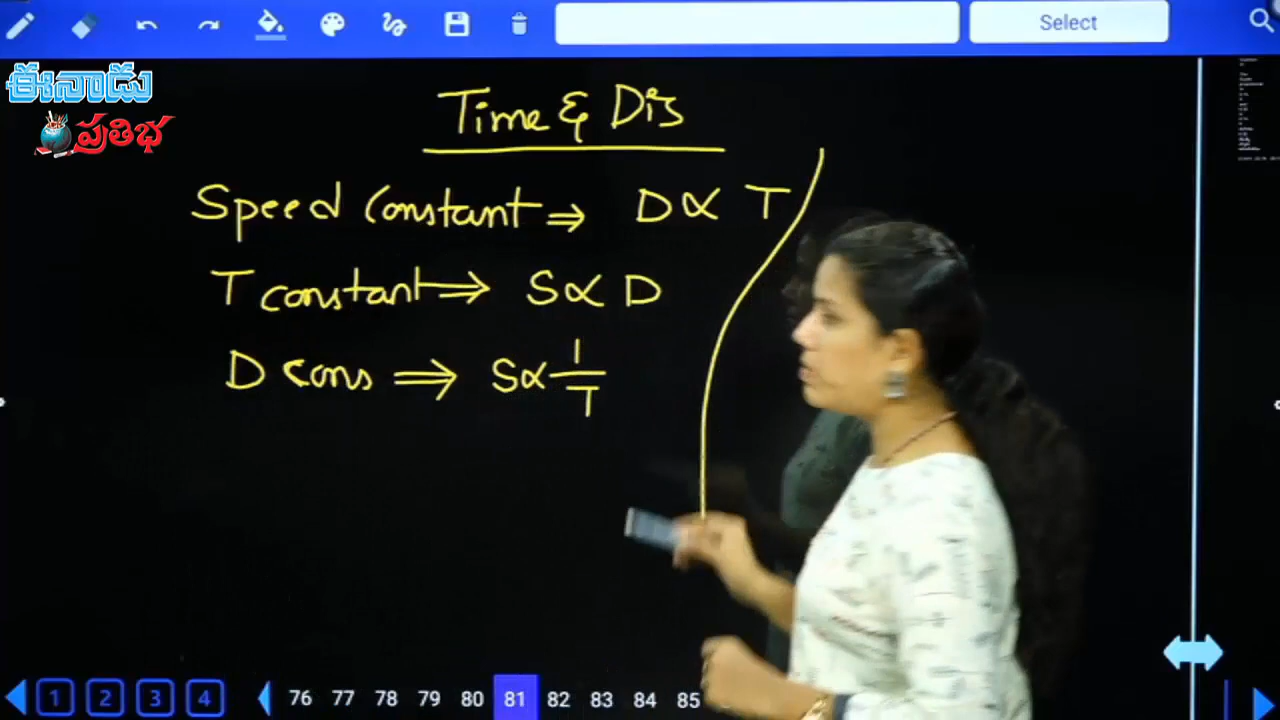 Select
ఈనాడు
ప్రతిభ
Time & Dis
Speed Constant ⇒ D ∝ T
T constant ⇒ S ∝ D
D cons ⇒ S ∝ 1/T
1 2 3 4 76 77 78 79 80 81 82 83 84 85